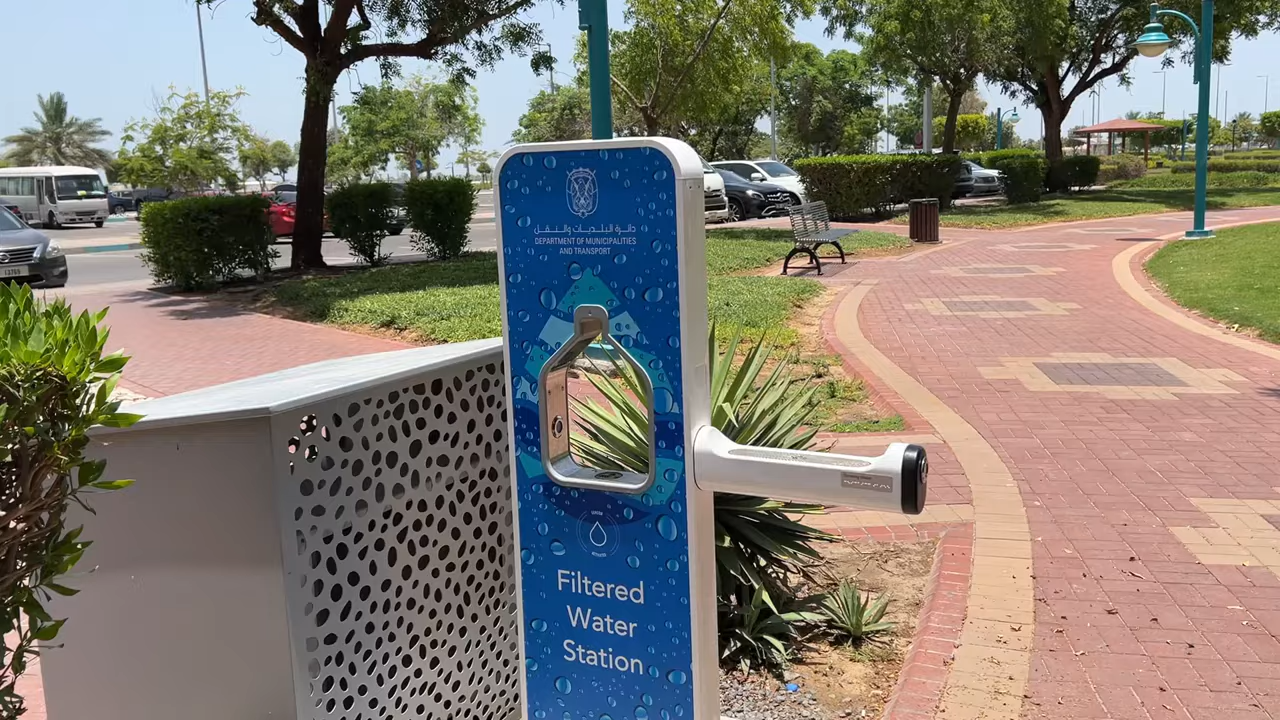 دائرة البلديات والنقل
DEPARTMENT OF MUNICIPALITIES
AND TRANSPORT
Filtered
Water
Station